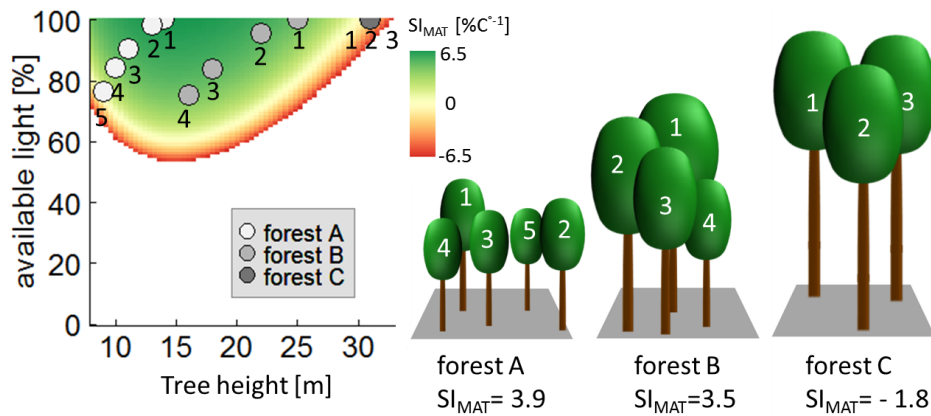 available light [%]
100
80
60
40
20
0
10
15
20
25
30
Tree height [m]
1
2
3
4
5
1
2
3
4
1 2 3
forest A
forest B
forest C
SI_MAT [%C°⁻¹]
6.5
0
-6.5
1
4
3
5
2
1
2
3
4
1
2
3
forest A
SI_MAT= 3.9
forest B
SI_MAT= 3.5
forest C
SI_MAT= - 1.8